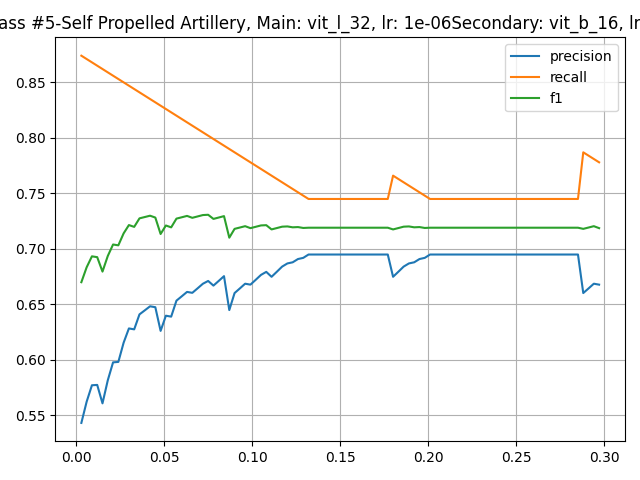 ass #5-Self Propelled Artillery, Main: vit_l_32, lr: 1e-06Secondary: vit_b_16, lr
precision
recall
f1
0.85
0.80
0.75
0.70
0.65
0.60
0.55
0.00 0.05 0.10 0.15 0.20 0.25 0.30